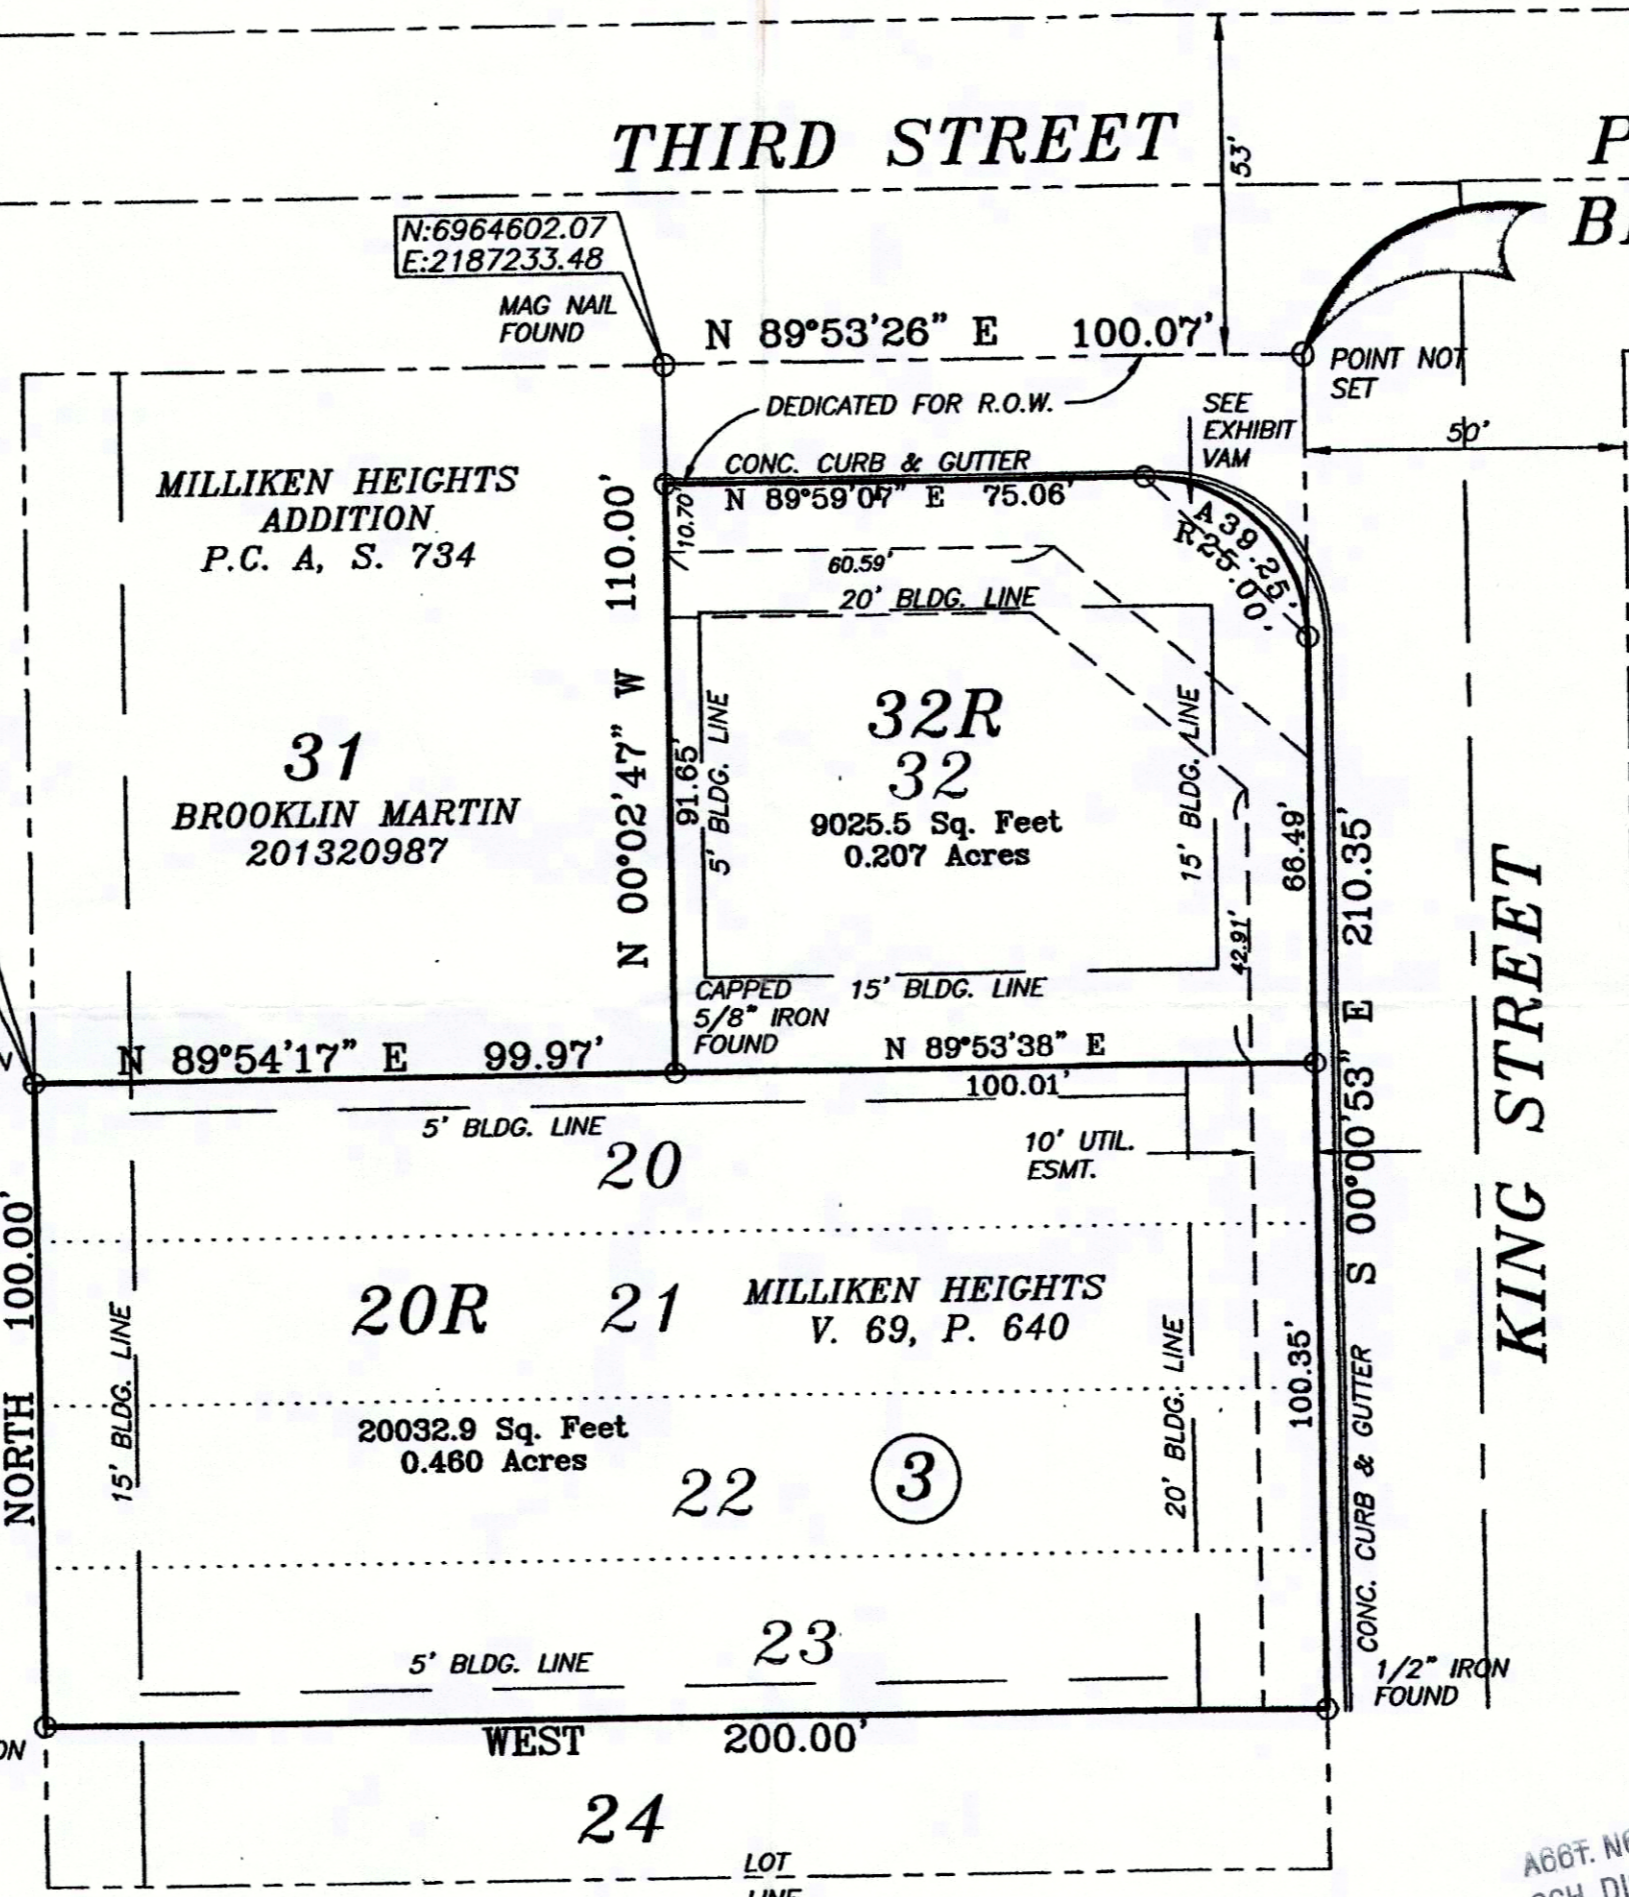 THIRD STREET
53'
P
B
N:6964602.07
E:2187233.48
MAG NAIL
FOUND
N 89°53'26" E 100.07'
POINT NOT
SET
DEDICATED FOR R.O.W.
SEE
EXHIBIT
VAM
50'
CONC. CURB & GUTTER
N 89°59'07" E 75.06'
A 39.25'
R25.00'
10.70'
60.59'
20' BLDG. LINE
MILLIKEN HEIGHTS
ADDITION
P.C. A, S. 734
N 00°02'47" W 110.00'
91.65'
5' BLDG. LINE
31
BROOKLIN MARTIN
201320987
32R
32
9025.5 Sq. Feet
0.207 Acres
15' BLDG. LINE
66.49'
42.91'
S 00°00'53" E 210.35'
KING STREET
CAPPED
5/8" IRON
FOUND
15' BLDG. LINE
N 89°54'17" E 99.97'
N 89°53'38" E
100.01'
5' BLDG. LINE
20
10' UTIL.
ESMT.
NORTH 100.00'
15' BLDG. LINE
20R
21
MILLIKEN HEIGHTS
V. 69, P. 640
20032.9 Sq. Feet
0.460 Acres
22
3
20' BLDG. LINE
100.35'
CONC. CURB & GUTTER
23
5' BLDG. LINE
1/2" IRON
FOUND
WEST 200.00'
ON
24
LOT
LINE